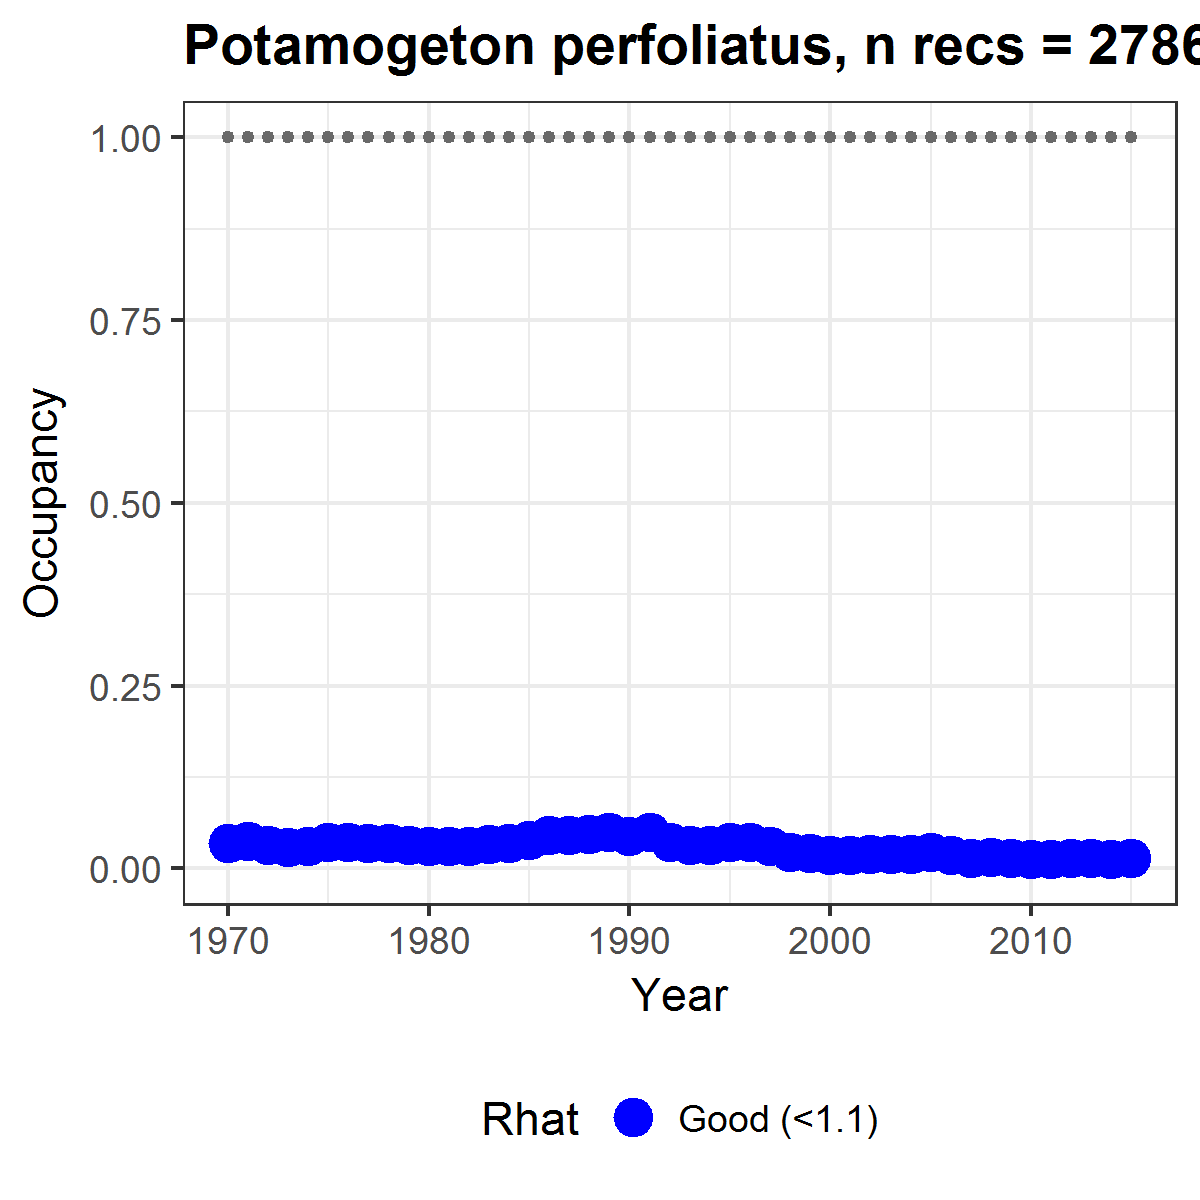 Potamogeton perfoliatus, n recs = 2786
1.00
0.75
0.50
0.25
0.00
Occupancy
1970 1980 1990 2000 2010
Year
Rhat Good (<1.1)